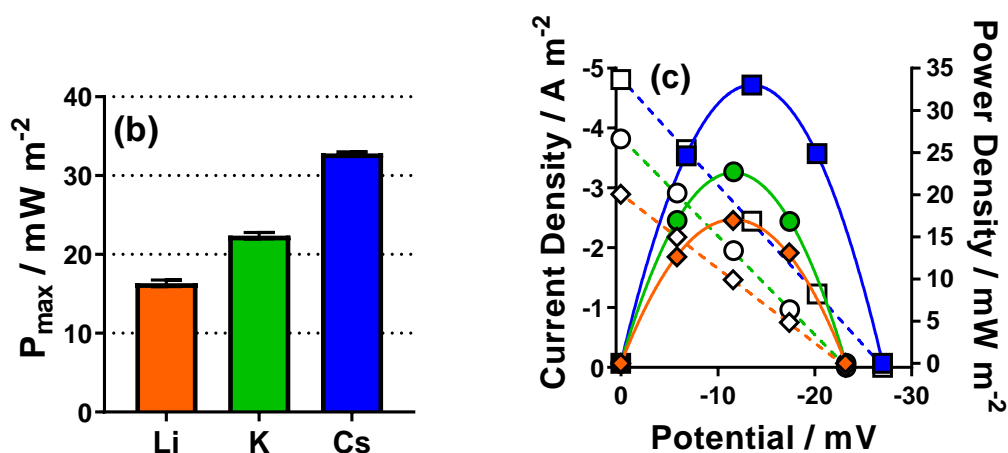 (b)
P_max / mW m⁻²
40
30
20
10
0
Li K Cs
(c)
Current Density / A m⁻²
-5
-4
-3
-2
-1
0
0 -10 -20 -30
Potential / mV
35
30
25
20
15
10
5
0
Power Density / mW m⁻²